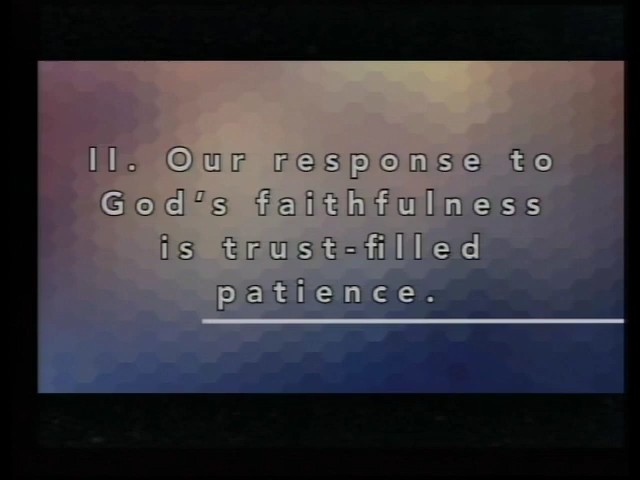 II. Our response to
God's faithfulness
is trust-filled
patience.